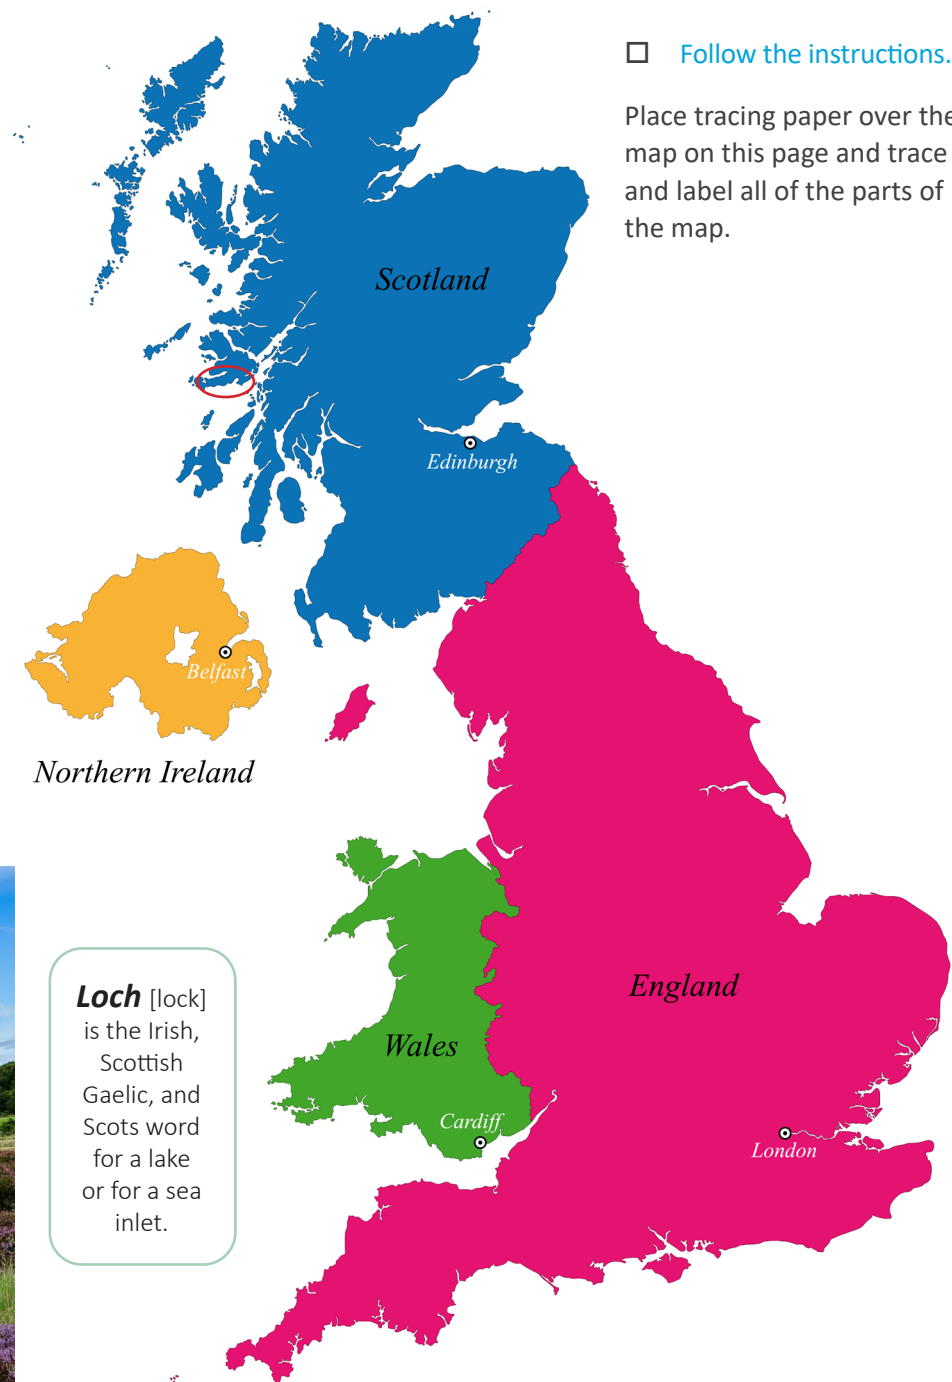 Follow the instructions.
Place tracing paper over the
map on this page and trace
and label all of the parts of
the map.
Scotland
Edinburgh
Belfast
Northern Ireland
England
Wales
Cardiff
London
Loch [lock]
is the Irish,
Scottish
Gaelic, and
Scots word
for a lake
or for a sea
inlet.